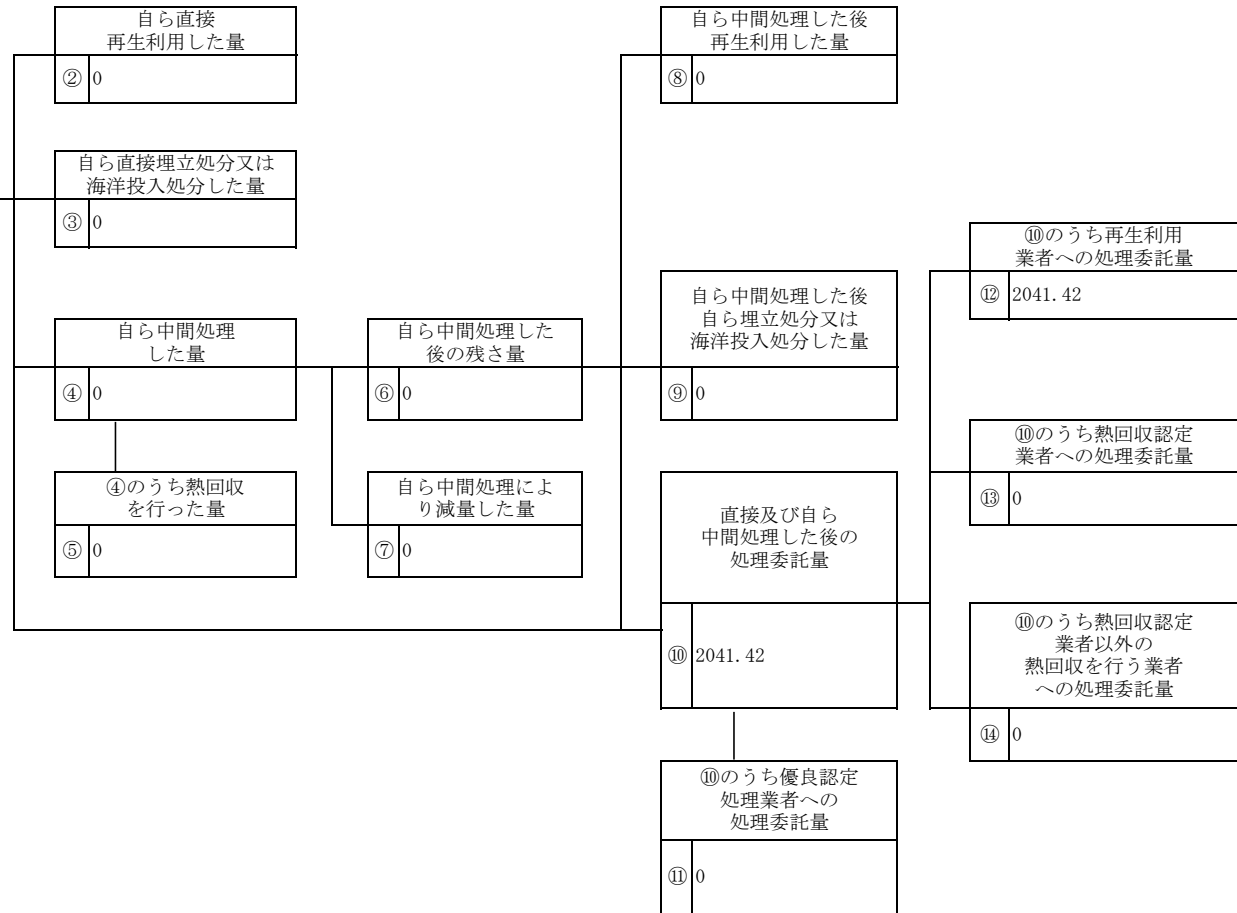 自ら直接
再生利用した量
② 0
自ら直接埋立処分又は
海洋投入処分した量
③ 0
自ら中間処理
した量
④ 0
④のうち熱回収
を行った量
⑤ 0
自ら中間処理した
後の残さ量
⑥ 0
自ら中間処理によ
り減量した量
⑦ 0
自ら中間処理した後
再生利用した量
⑧ 0
自ら中間処理した後
自ら埋立処分又は
海洋投入処分した量
⑨ 0
直接及び自ら
中間処理した後の
処理委託量
⑩ 2041.42
⑩のうち優良認定
処理業者への
処理委託量
⑪ 0
⑩のうち再生利用
業者への処理委託量
⑫ 2041.42
⑩のうち熱回収認定
業者への処理委託量
⑬ 0
⑩のうち熱回収認定
業者以外の
熱回収を行う業者
への処理委託量
⑭ 0